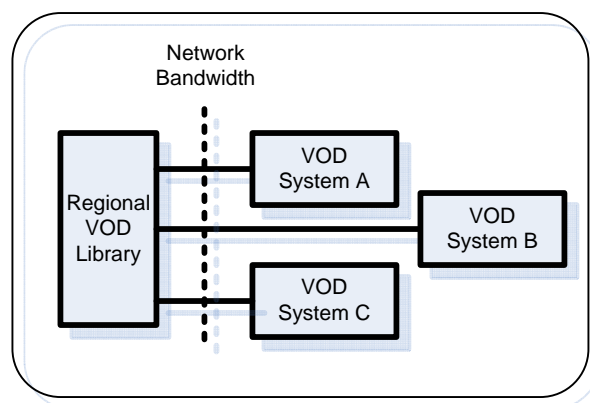 Network
Bandwidth
Regional
VOD
Library
VOD
System A
VOD
System B
VOD
System C